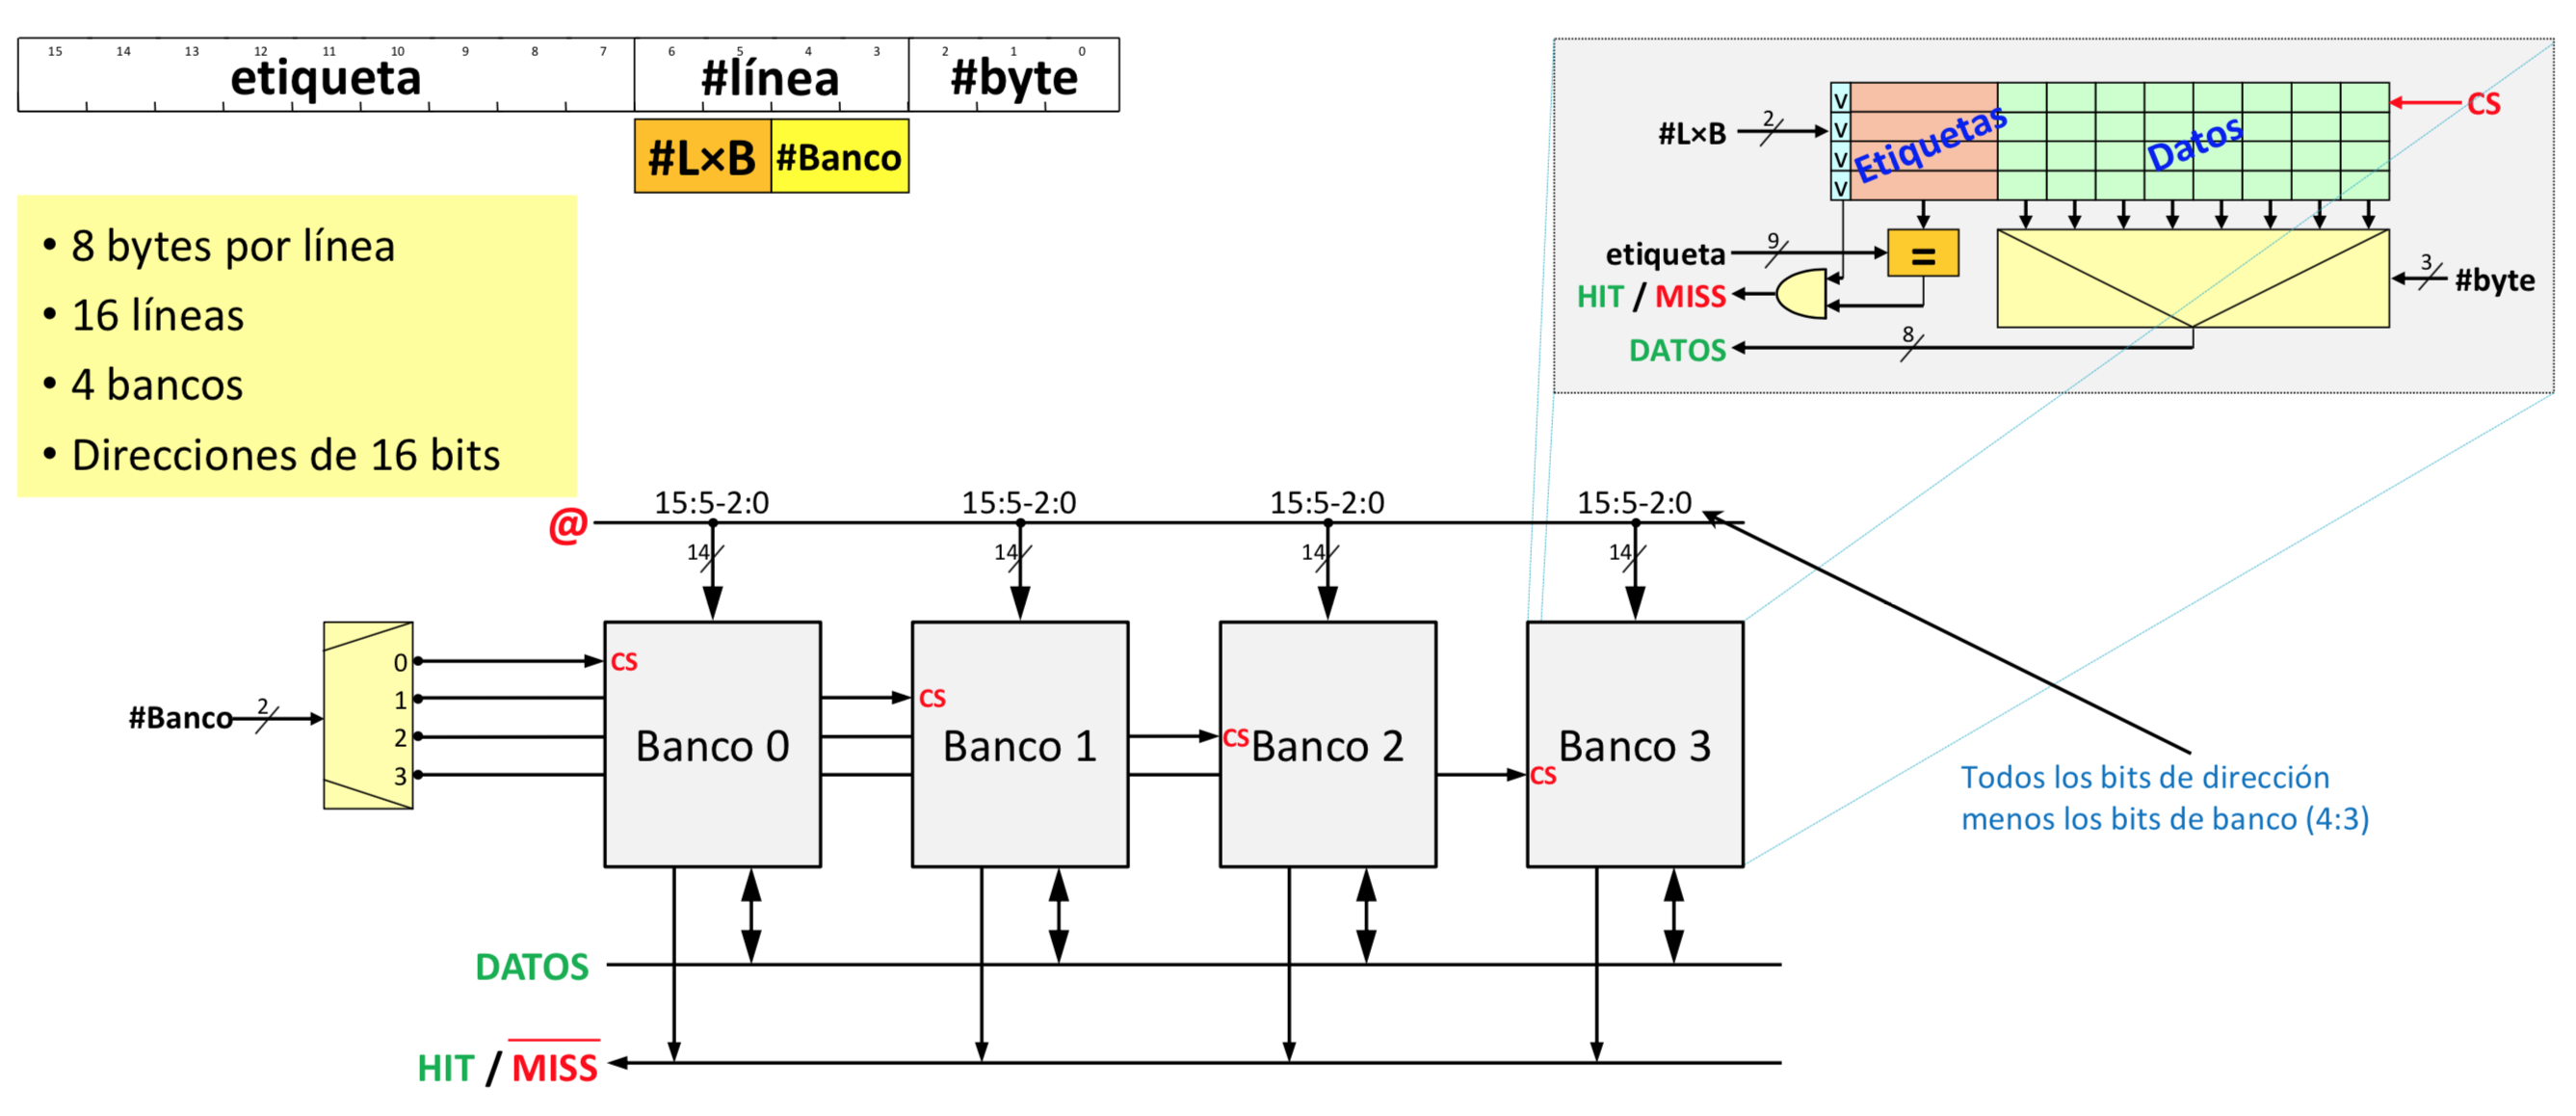 15 14 13 12 11 10 9 8 7 6 5 4 3 2 1 0
etiqueta #línea #byte
#L×B #Banco
• 8 bytes por línea
• 16 líneas
• 4 bancos
• Direcciones de 16 bits
CS
#L×B 2
V
V
V
V
Etiquetas
Datos
etiqueta 9
=
HIT / MISS
3 #byte
DATOS 8
15:5-2:0 15:5-2:0 15:5-2:0 15:5-2:0
@
14 14 14 14
#Banco 2
0
1
2
3
CS
CS
CS
CS
Banco 0 Banco 1 Banco 2 Banco 3
Todos los bits de dirección
menos los bits de banco (4:3)
DATOS
HIT / MISS